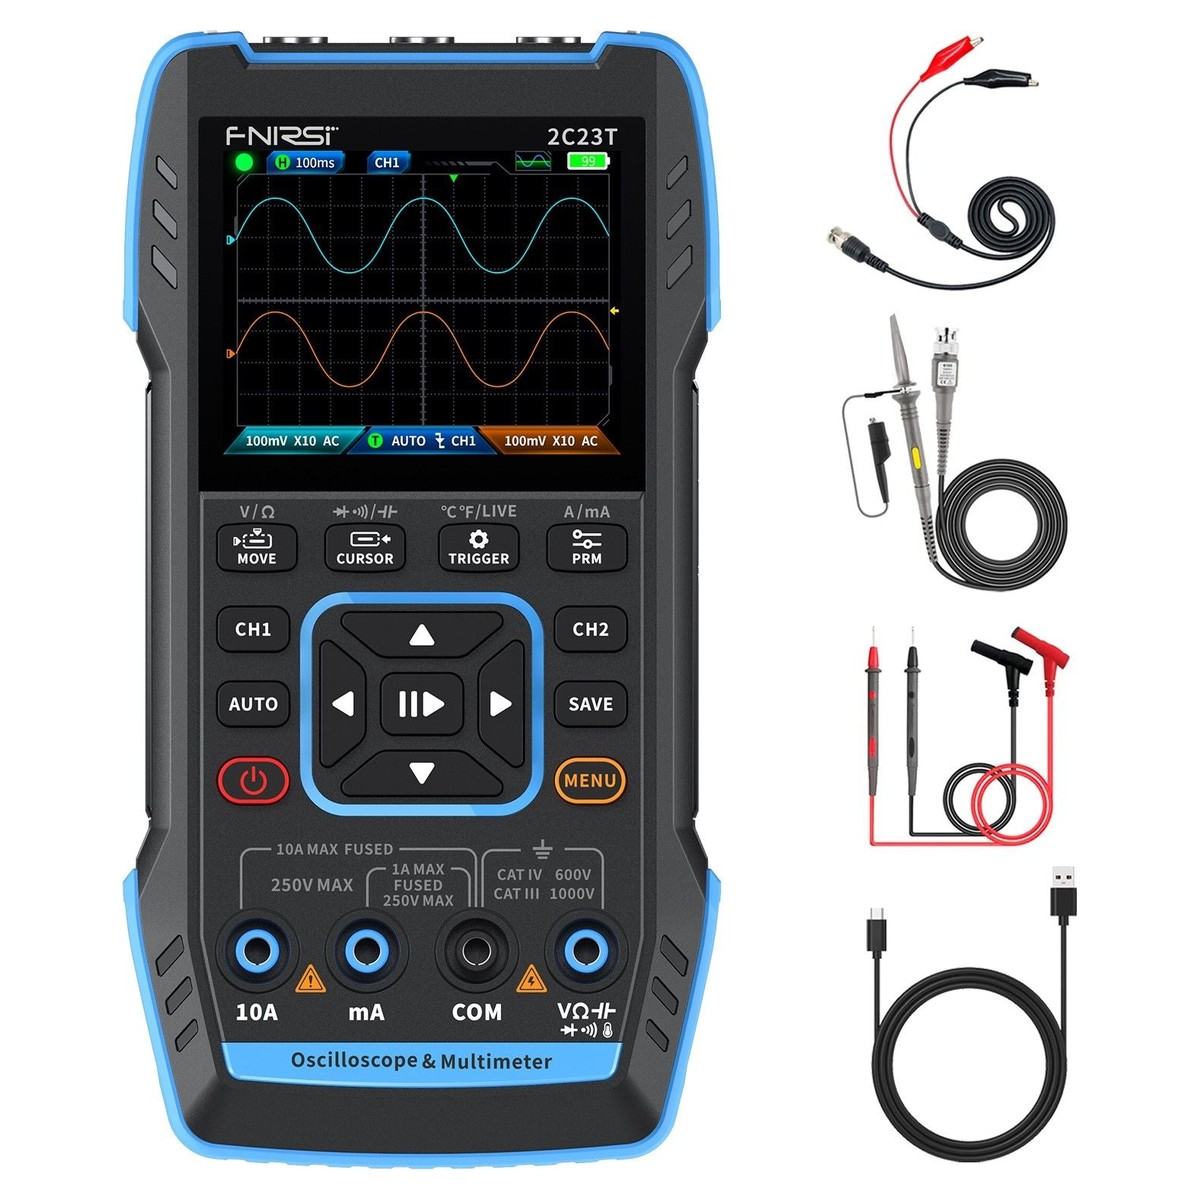 FNIRSI
2C23T
H 100ms
CH1
99
100mV X10 AC
T AUTO CH1
100mV X10 AC
V/Ω
°C°F/LIVE
A/mA
MOVE
CURSOR
TRIGGER
PRM
CH1
CH2
AUTO
SAVE
MENU
10A MAX FUSED
250V MAX
1A MAX
FUSED
250V MAX
CAT IV 600V
CAT III 1000V
10A
mA
COM
VΩ
Oscilloscope & Multimeter